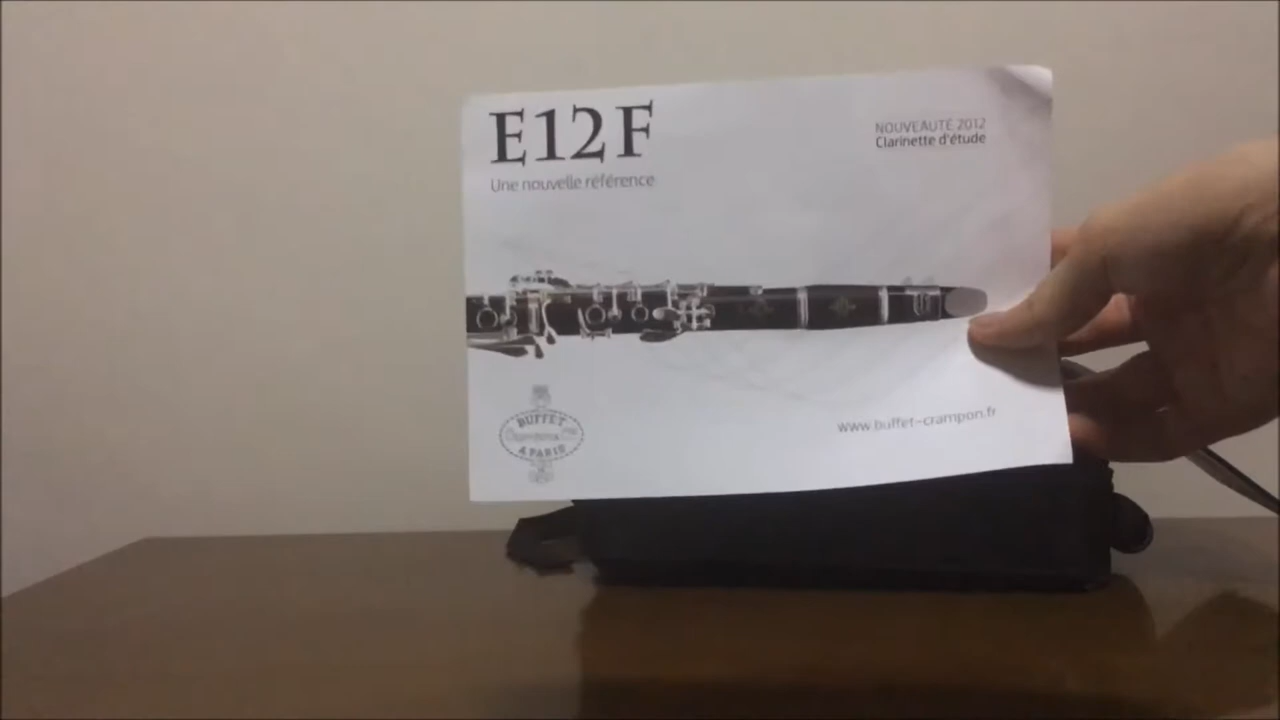 E12F
Une nouvelle référence
NOUVEAUTÉ 2012
Clarinette d'étude
www.buffet-crampon.fr
BUFFET
A PARIS